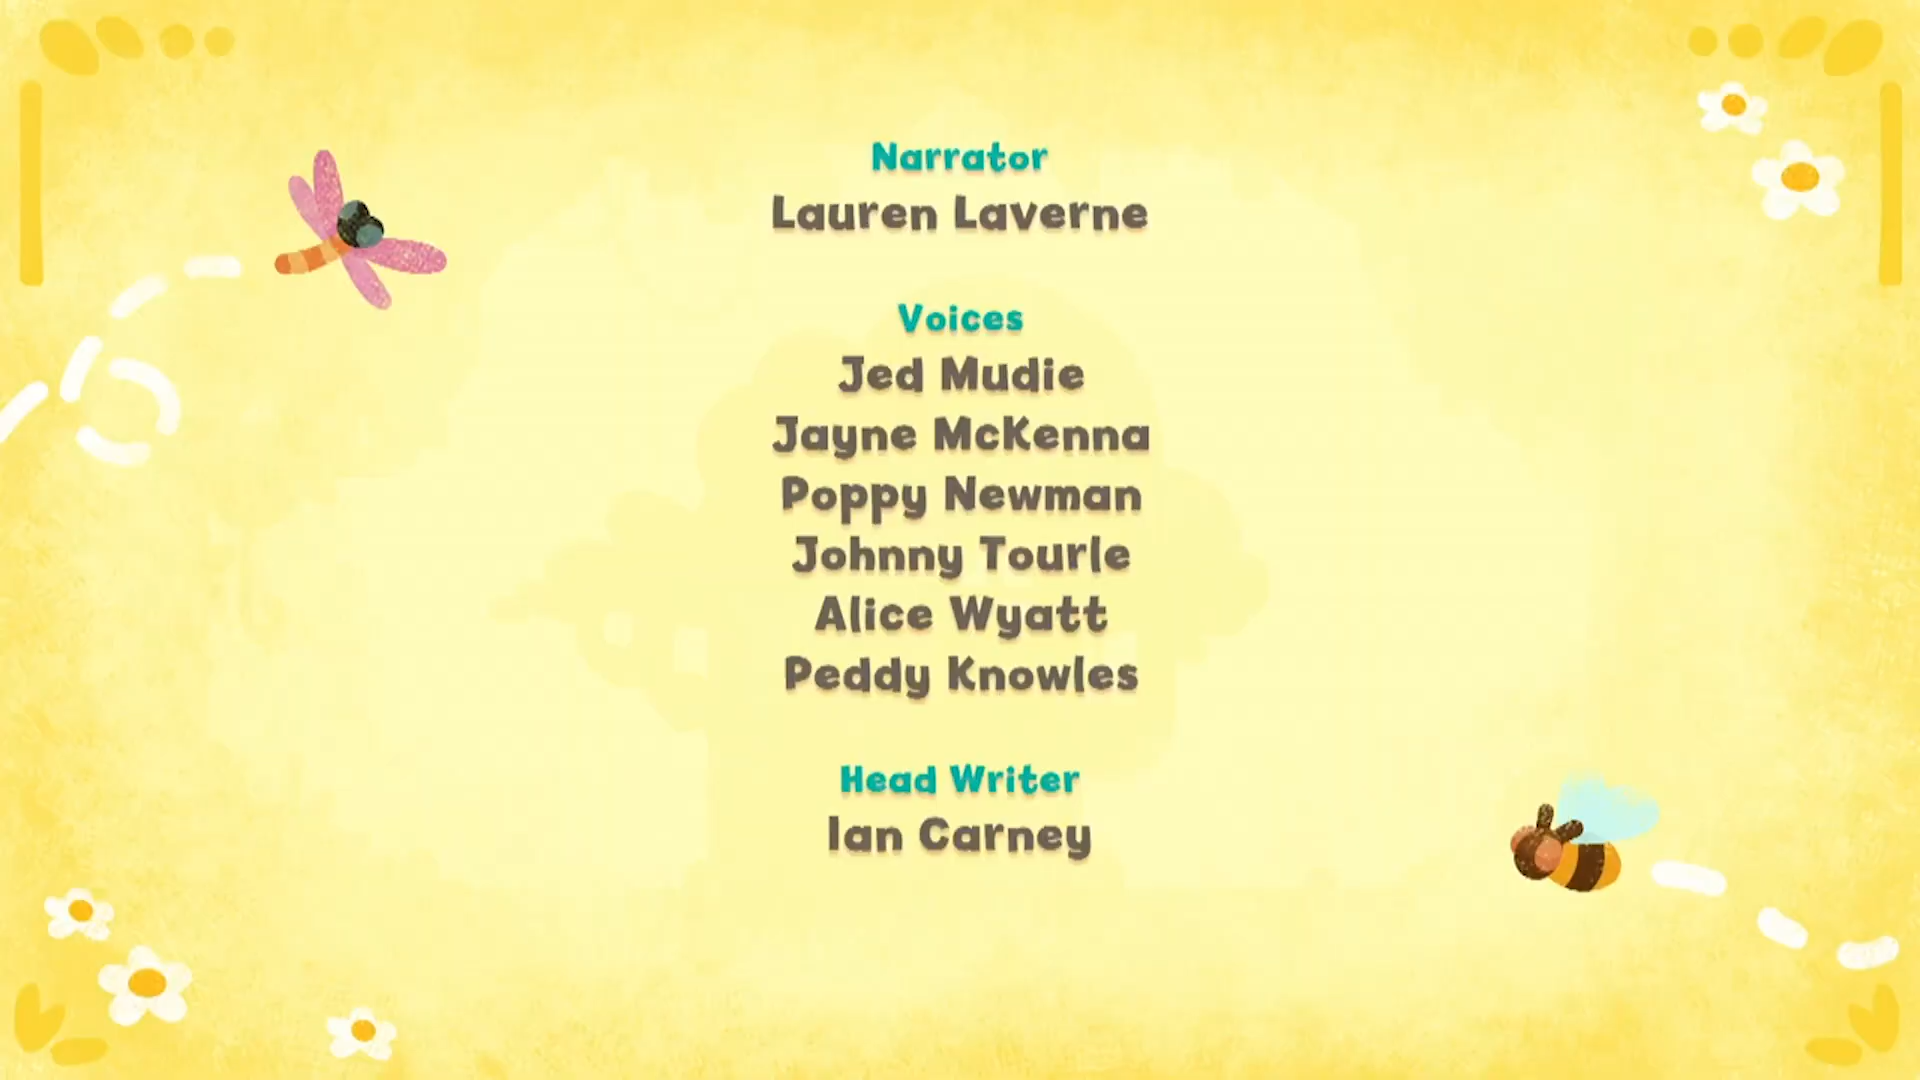 Narrator
Lauren Laverne
Voices
Jed Mudie
Jayne McKenna
Poppy Newman
Johnny Tourle
Alice Wyatt
Peddy Knowles
Head Writer
Ian Carney